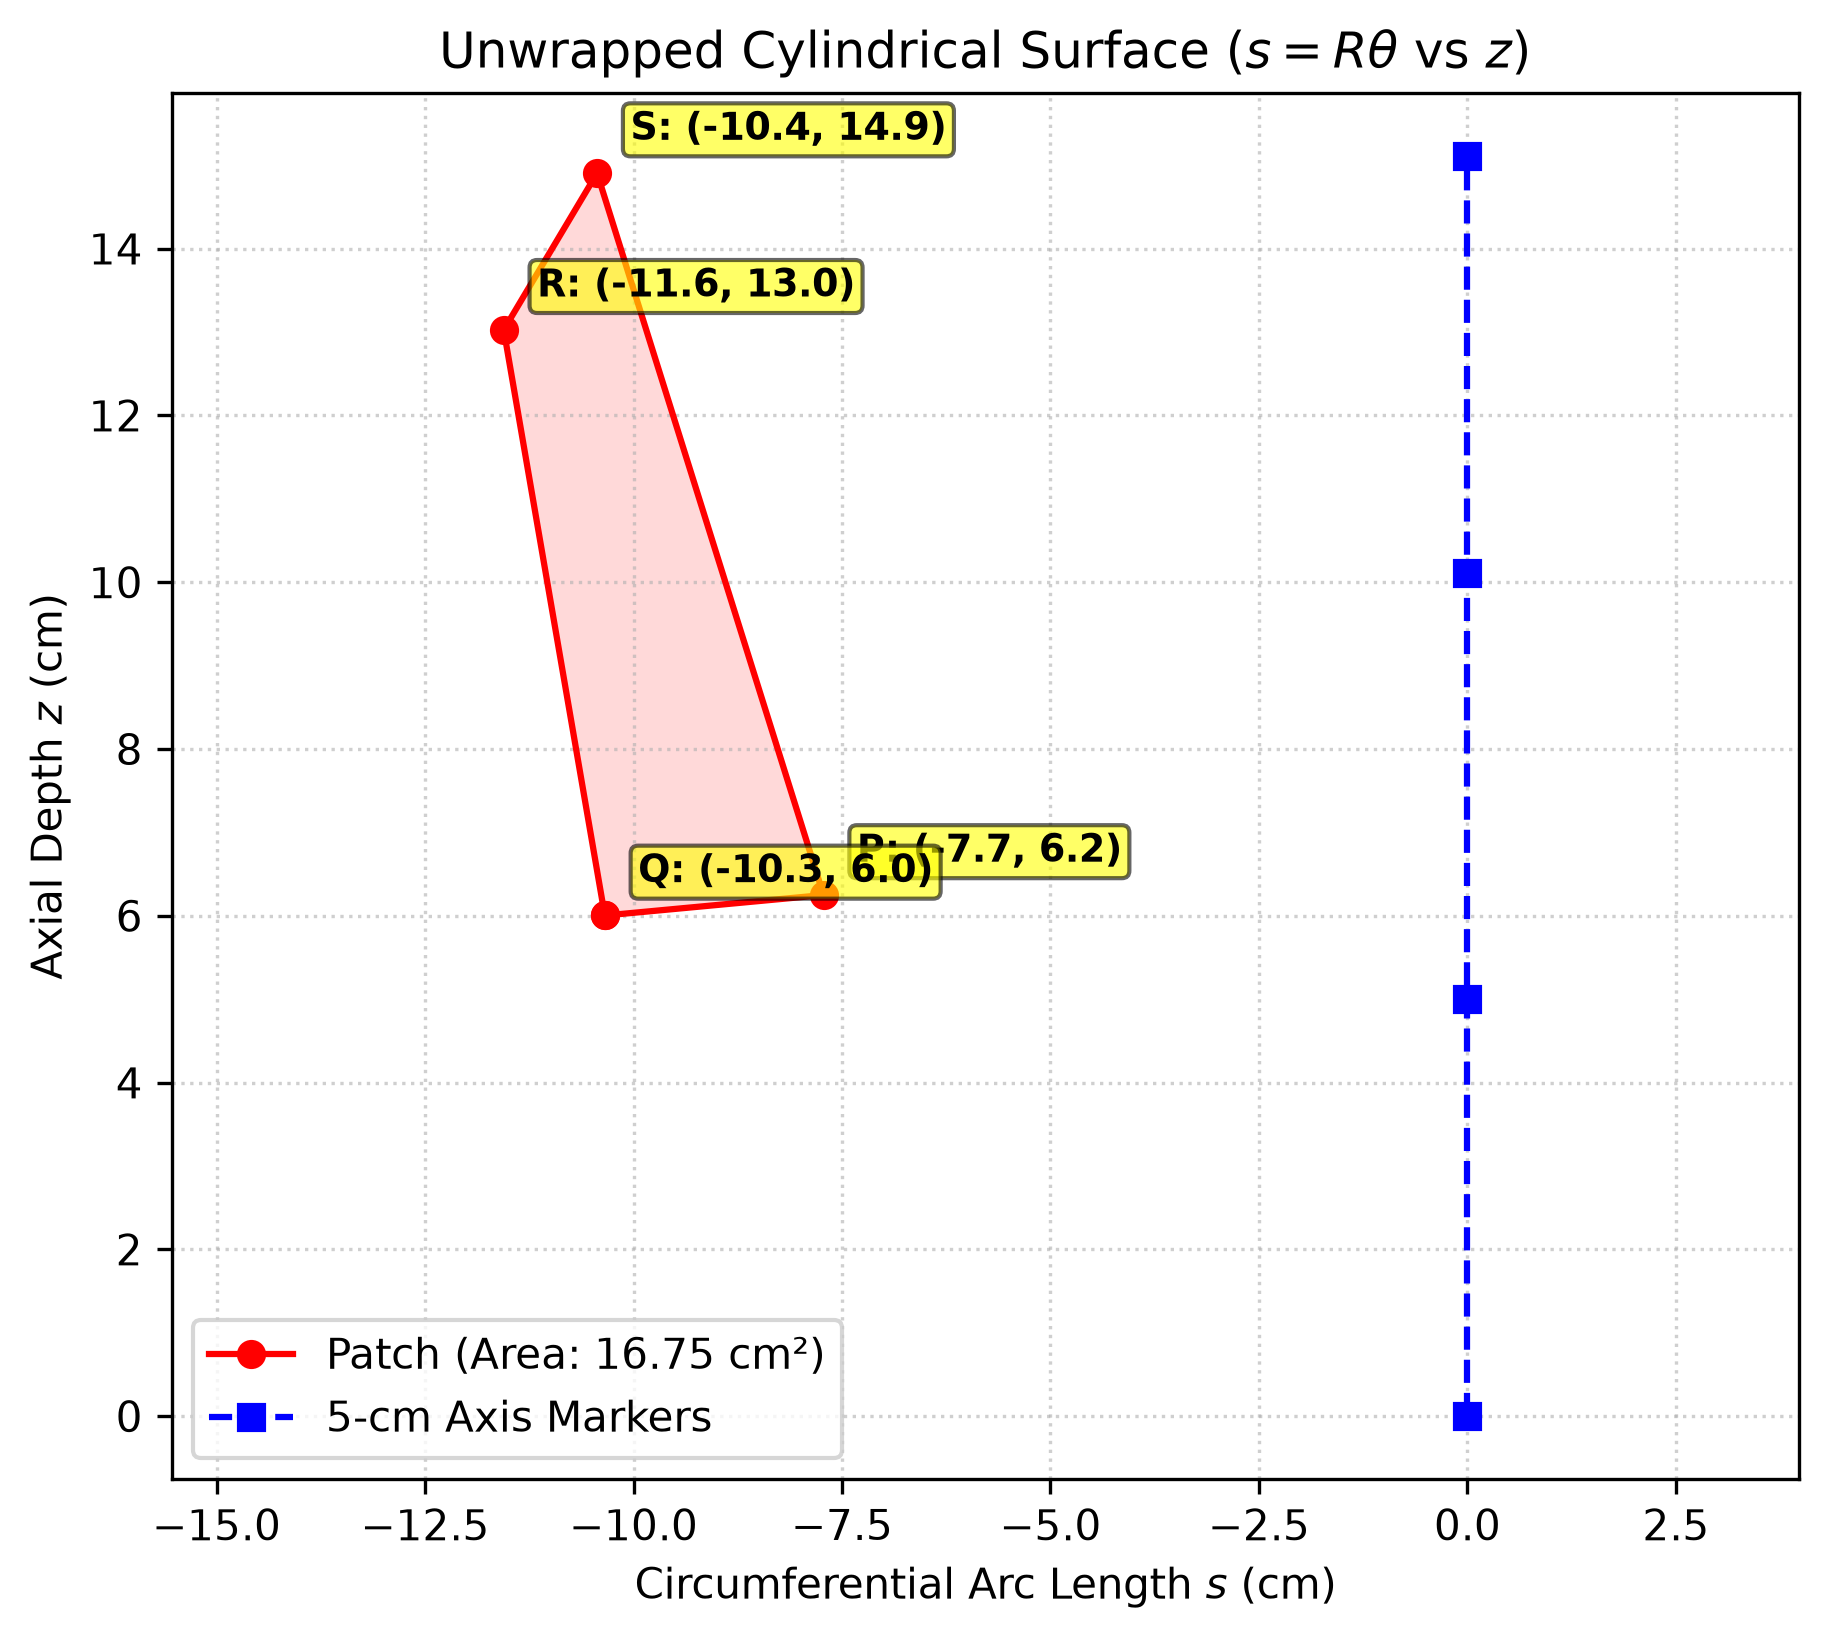 Unwrapped Cylindrical Surface (s = Rθ vs z)
S: (-10.4, 14.9)
R: (-11.6, 13.0)
P: (-7.7, 6.2)
Q: (-10.3, 6.0)
14
12
10
8
6
4
2
0
Axial Depth z (cm)
Patch (Area: 16.75 cm²)
5-cm Axis Markers
−15.0 −12.5 −10.0 −7.5 −5.0 −2.5 0.0 2.5
Circumferential Arc Length s (cm)